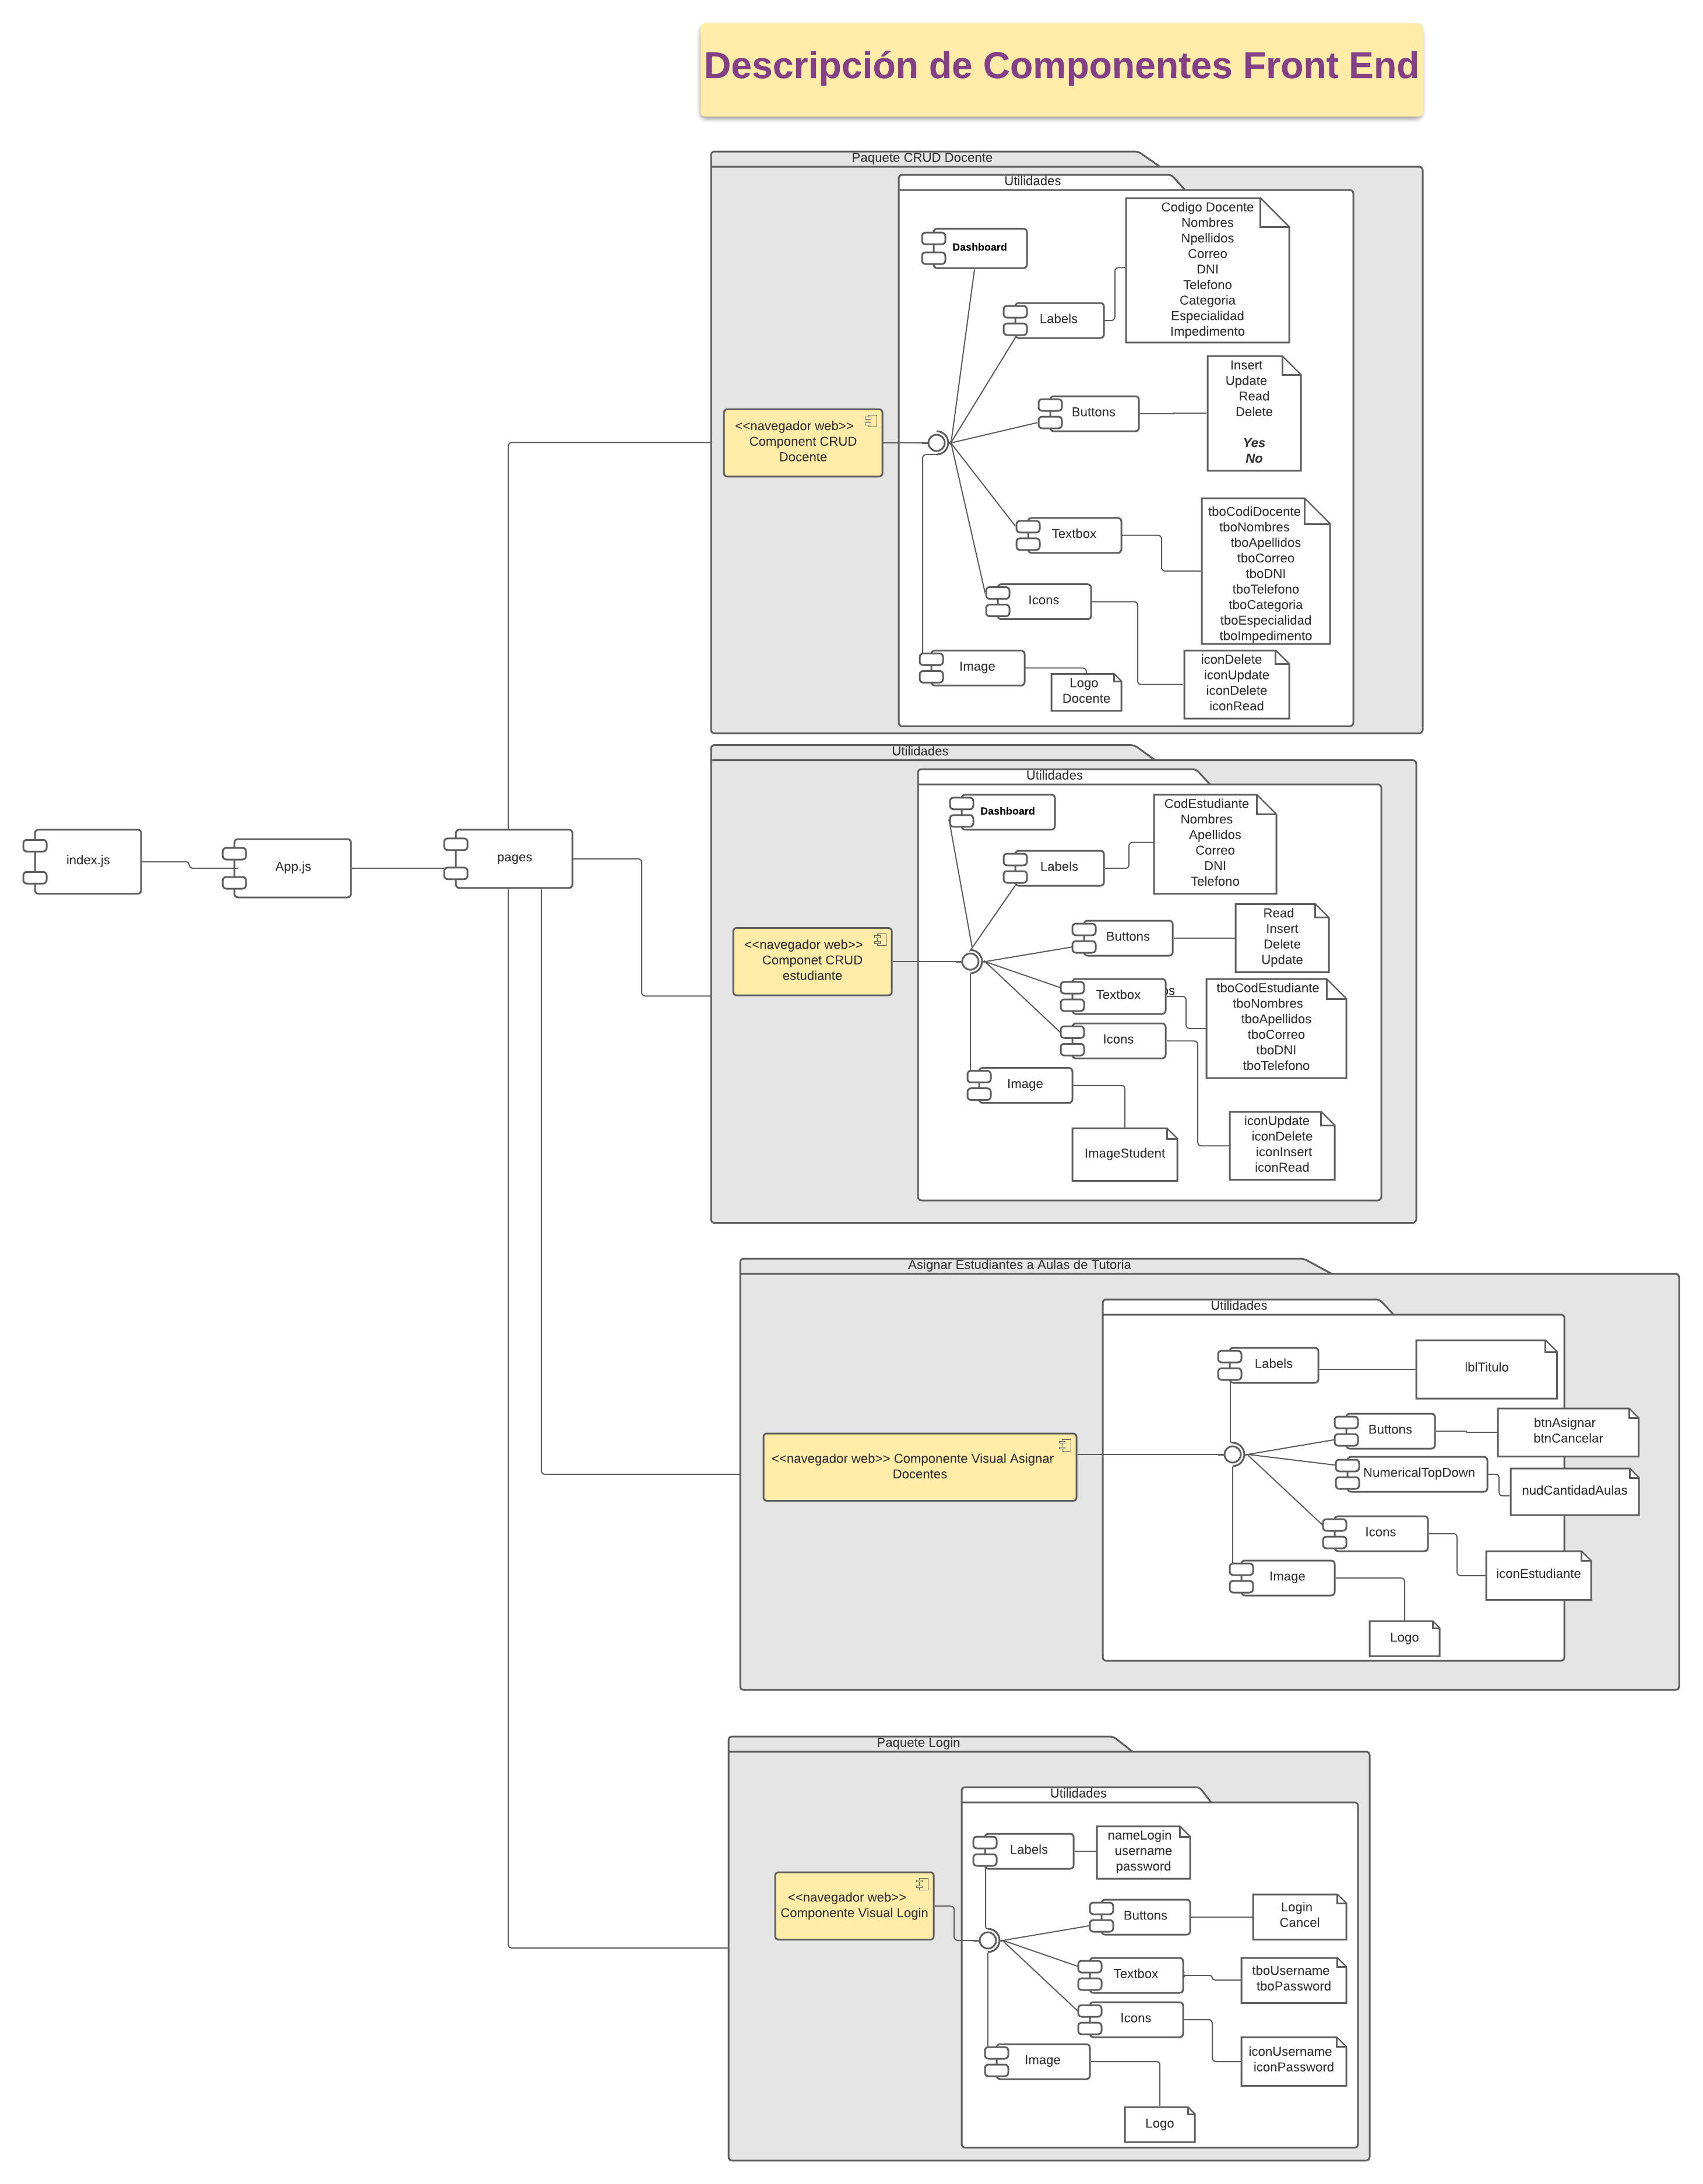 Descripción de Componentes Front End
Paquete CRUD Docente
Utilidades
Dashboard
Labels
Codigo Docente
Nombres
Npellidos
Correo
DNI
Telefono
Categoria
Especialidad
Impedimento
Buttons
Insert
Update
Read
Delete
Yes
No
<<navegador web>>
Component CRUD
Docente
Textbox
tboCodiDocente
tboNombres
tboApellidos
tboCorreo
tboDNI
tboTelefono
tboCategoria
tboEspecialidad
tboImpedimento
Icons
iconDelete
iconUpdate
iconDelete
iconRead
Image
Logo
Docente
index.js
App.js
pages
Utilidades
Utilidades
Dashboard
Labels
CodEstudiante
Nombres
Apellidos
Correo
DNI
Telefono
Buttons
Read
Insert
Delete
Update
<<navegador web>>
Componet CRUD
estudiante
Textbox
os
tboCodEstudiante
tboNombres
tboApellidos
tboCorreo
tboDNI
tboTelefono
Icons
Image
ImageStudent
iconUpdate
iconDelete
iconInsert
iconRead
Asignar Estudiantes a Aulas de Tutoria
Utilidades
Labels
lblTitulo
Buttons
btnAsignar
btnCancelar
<<navegador web>> Componente Visual Asignar
Docentes
NumericalTopDown
nudCantidadAulas
Icons
iconEstudiante
Image
Logo
Paquete Login
Utilidades
Labels
nameLogin
username
password
<<navegador web>>
Componente Visual Login
Buttons
Login
Cancel
Textbox
tboUsername
tboPassword
Icons
iconUsername
iconPassword
Image
Logo